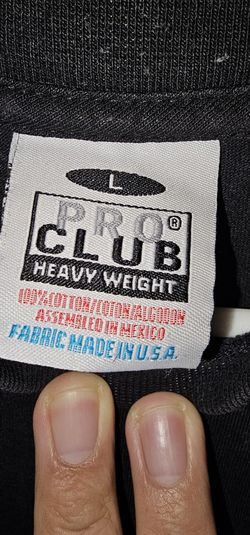 L
PRO®
CLUB
HEAVY WEIGHT
100%COTTON/COTON/ALGODON
ASSEMBLED IN MEXICO
FABRIC MADE IN U.S.A.